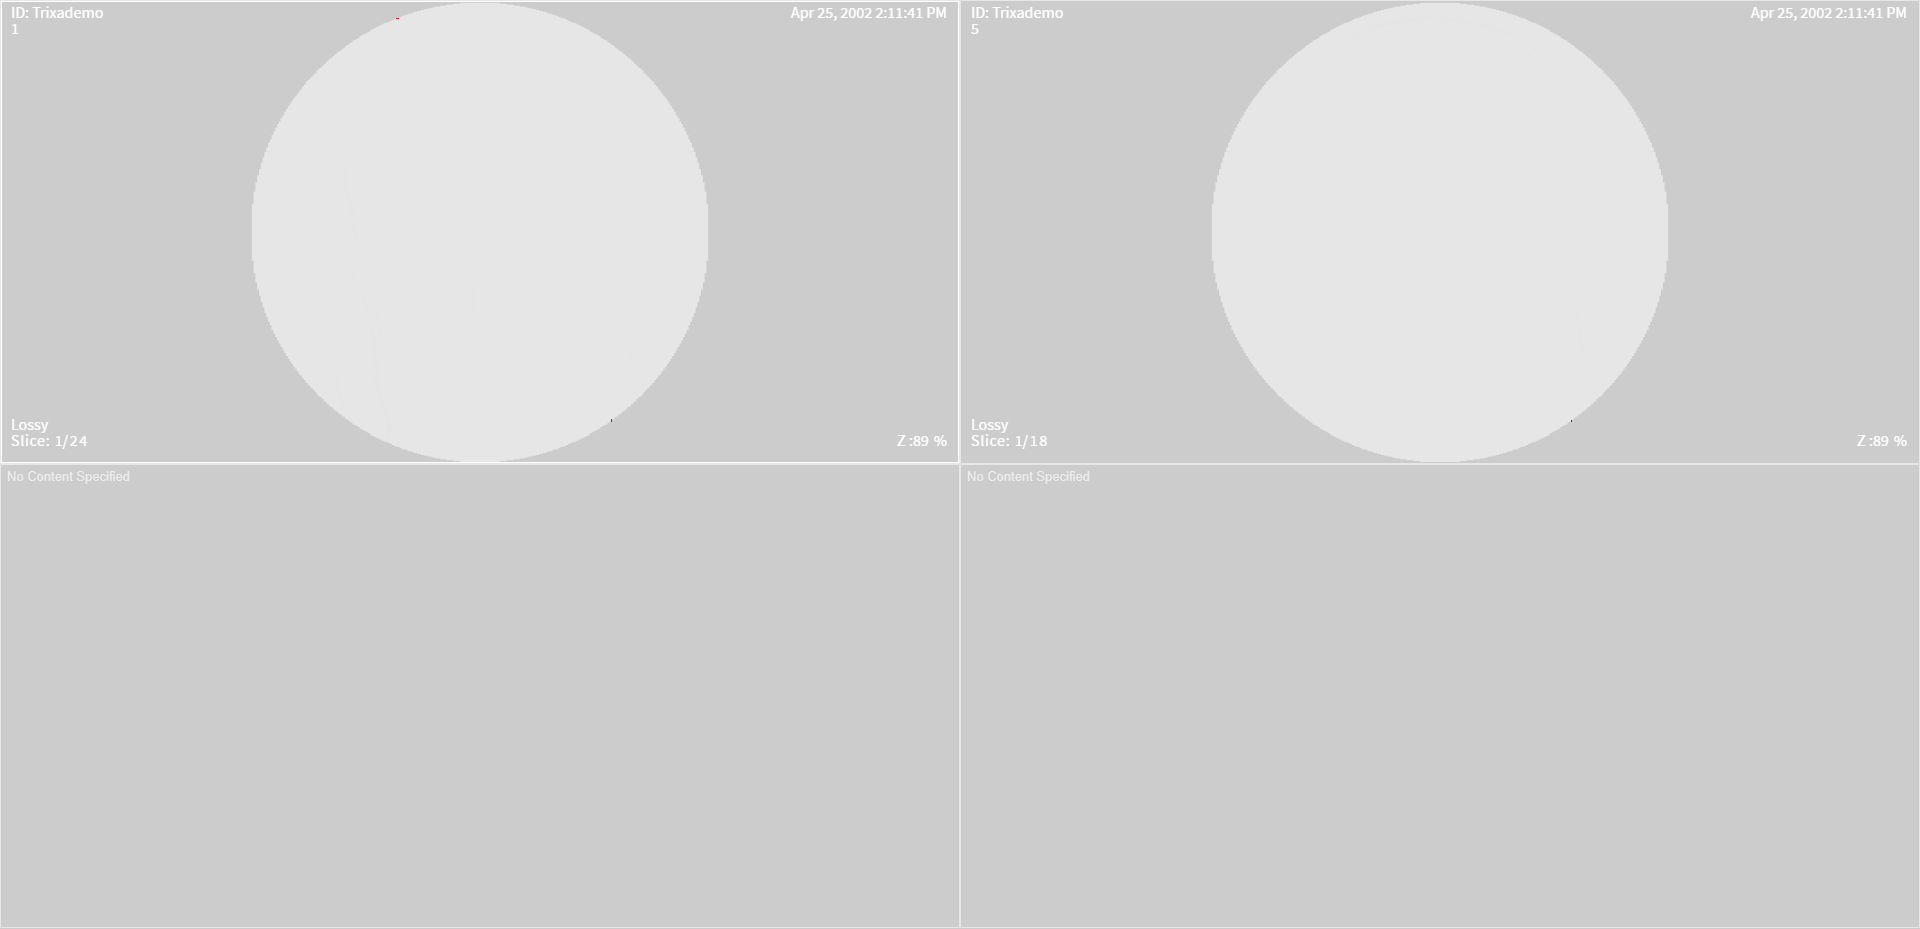 ID: Trixademo
1
Apr 25, 2002 2:11:41 PM
Lossy
Slice: 1/24
Z :89 %
ID: Trixademo
5
Apr 25, 2002 2:11:41 PM
Lossy
Slice: 1/18
Z :89 %
No Content Specified
No Content Specified